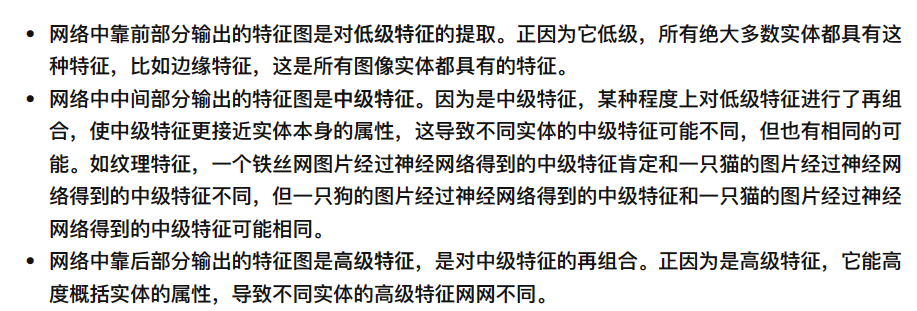 • 网络中靠前部分输出的特征图是对低级特征的提取。正因为它低级，所有绝大多数实体都具有这
种特征，比如边缘特征，这是所有图像实体都具有的特征。
• 网络中中间部分输出的特征图是中级特征。因为是中级特征，某种程度上对低级特征进行了再组
合，使中级特征更接近实体本身的属性，这导致不同实体的中级特征可能不同，但也有相同的可
能。如纹理特征，一个铁丝网图片经过神经网络得到的中级特征肯定和一只猫的图片经过神经网
络得到的中级特征不同，但一只狗的图片经过神经网络得到的中级特征和一只猫的图片经过神经
网络得到的中级特征可能相同。
• 网络中靠后部分输出的特征图是高级特征，是对中级特征的再组合。正因为是高级特征，它能高
度概括实体的属性，导致不同实体的高级特征网网不同。